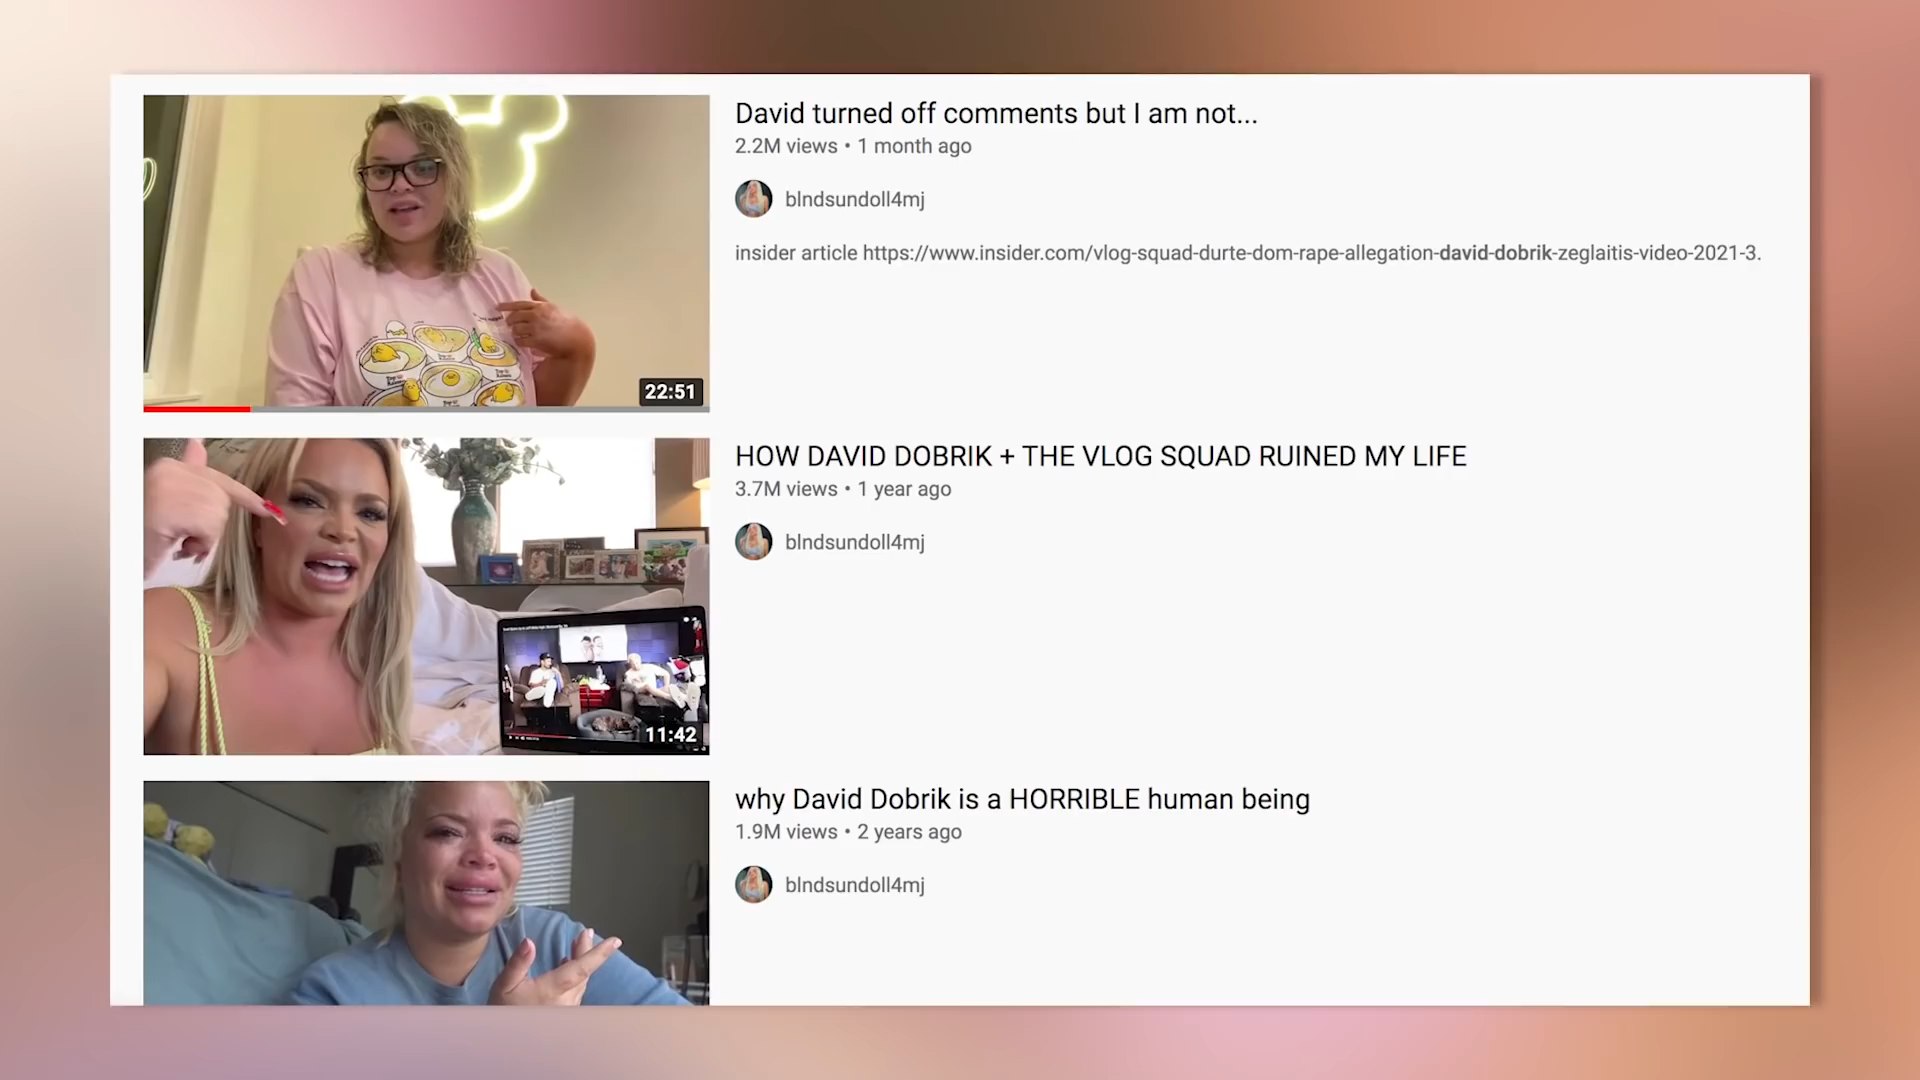 David turned off comments but I am not...
2.2M views • 1 month ago
blndsundoll4mj
insider article https://www.insider.com/vlog-squad-durte-dom-rape-allegation-david-dobrik-zeglaitis-video-2021-3.
22:51
HOW DAVID DOBRIK + THE VLOG SQUAD RUINED MY LIFE
3.7M views • 1 year ago
blndsundoll4mj
11:42
why David Dobrik is a HORRIBLE human being
1.9M views • 2 years ago
blndsundoll4mj